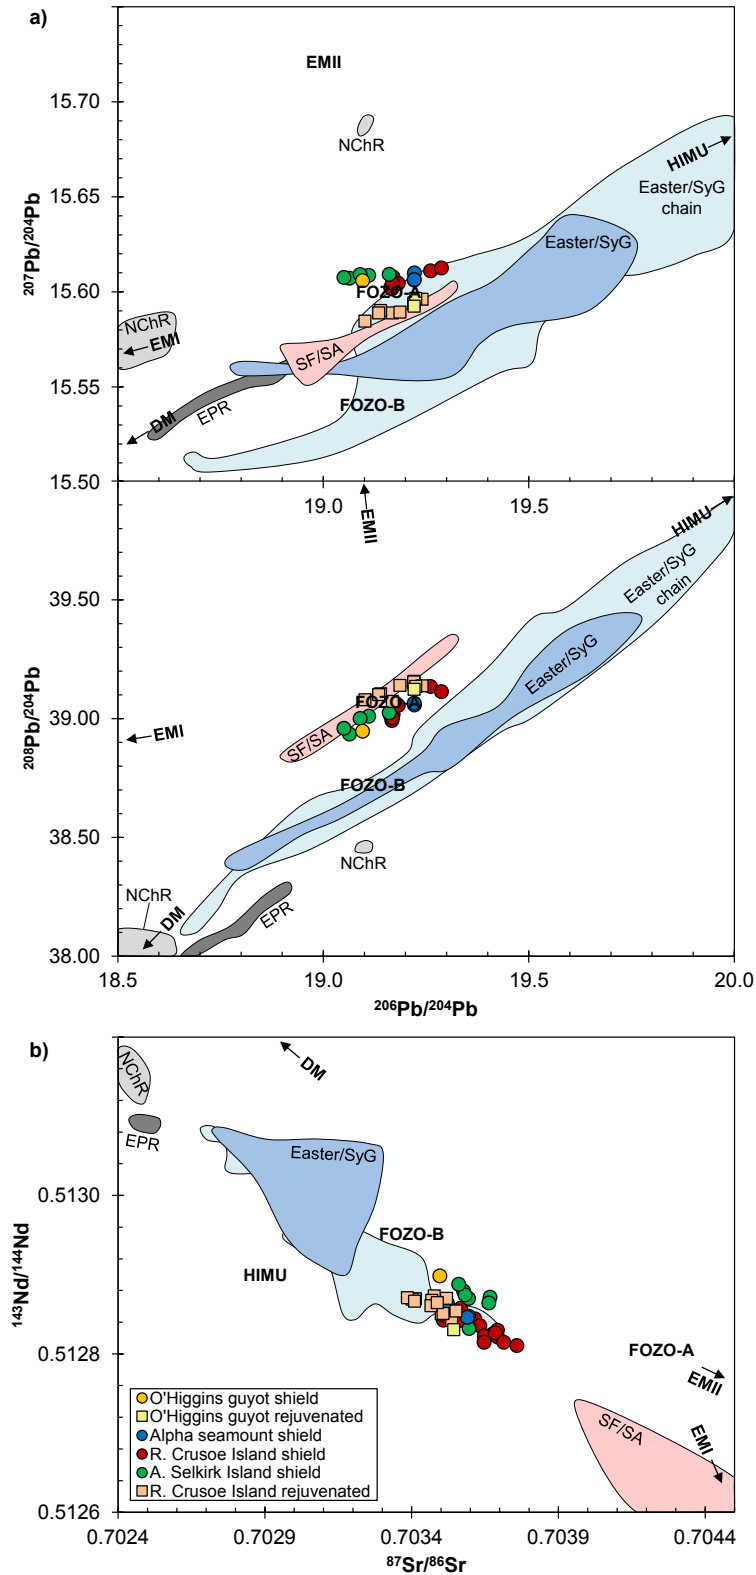 a)
EMII
15.70
NChR
HIMU
15.65
Easter/SyG
chain
Easter/SyG
207Pb/204Pb
15.60
FOZO-A
NChR
EMI
SF/SA
15.55
FOZO-B
DM
EPR
15.50
19.0
19.5
EMII
HIMU
39.50
Easter/SyG
chain
Easter/SyG
208Pb/204Pb
39.00
FOZO-A
EMI
SF/SA
FOZO-B
38.50
NChR
NChR
DM
EPR
38.00
18.5
19.0
19.5
20.0
206Pb/204Pb
b)
DM
NChR
EPR
Easter/SyG
0.5130
143Nd/144Nd
FOZO-B
HIMU
0.5128
FOZO-A
EMII
O'Higgins guyot shield
O'Higgins guyot rejuvenated
Alpha seamount shield
R. Crusoe Island shield
A. Selkirk Island shield
R. Crusoe Island rejuvenated
SF/SA
EMI
0.5126
0.7024
0.7029
0.7034
0.7039
0.7044
87Sr/86Sr